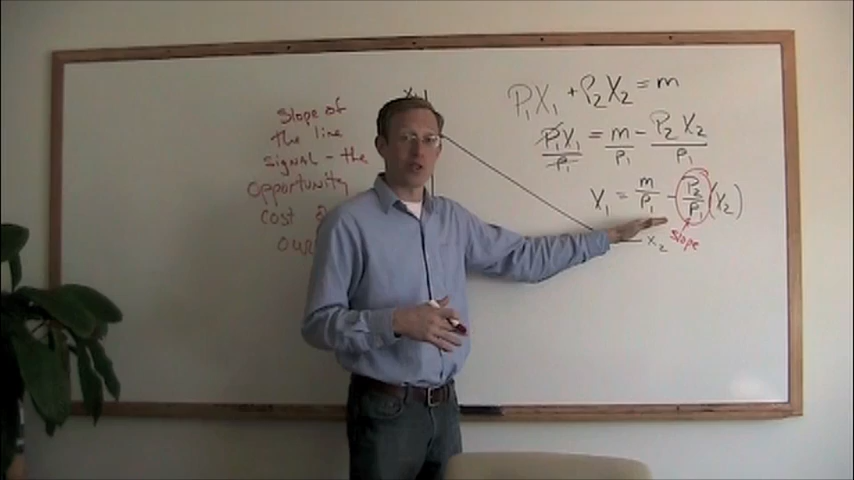 Slope of
the line
signal - the
Opportunity
cost
our
P₁X₁ + P₂X₂ = m
P₁X₁/P₁ = m/P₁ - P₂X₂/P₁
X₁ = m/P₁ - P₂/P₁ (X₂)
Slope
X₂